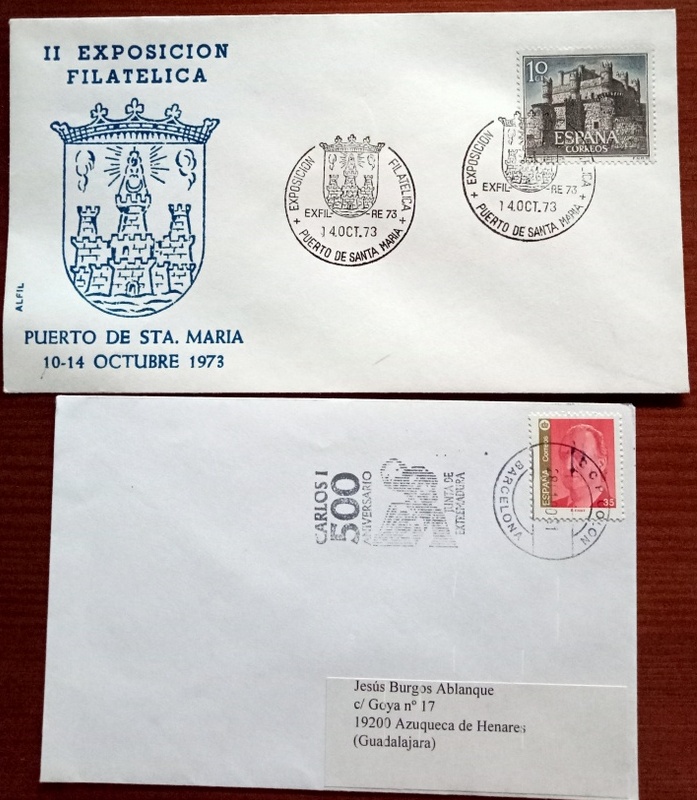 II EXPOSICION
FILATELICA
ALFIL
PUERTO DE STA. MARIA
10-14 OCTUBRE 1973
EXPOSICION FILATELICA
EXFIL RE 73
14 OCT. 73
+ PUERTO DE SANTA MARIA +
10
CTS
ESPAÑA
CORREOS
EXPOSICION
EXFIL RE 73
14 OCT. 73
+ PUERTO DE SANTA MARIA +
CARLOS I
500
ANIVERSARIO
JUNTA DE
EXTREMADURA
ESPAÑA Correos
35
BARCELONA
Jesús Burgos Ablanque
c/ Goya nº 17
19200 Azuqueca de Henares
(Guadalajara)